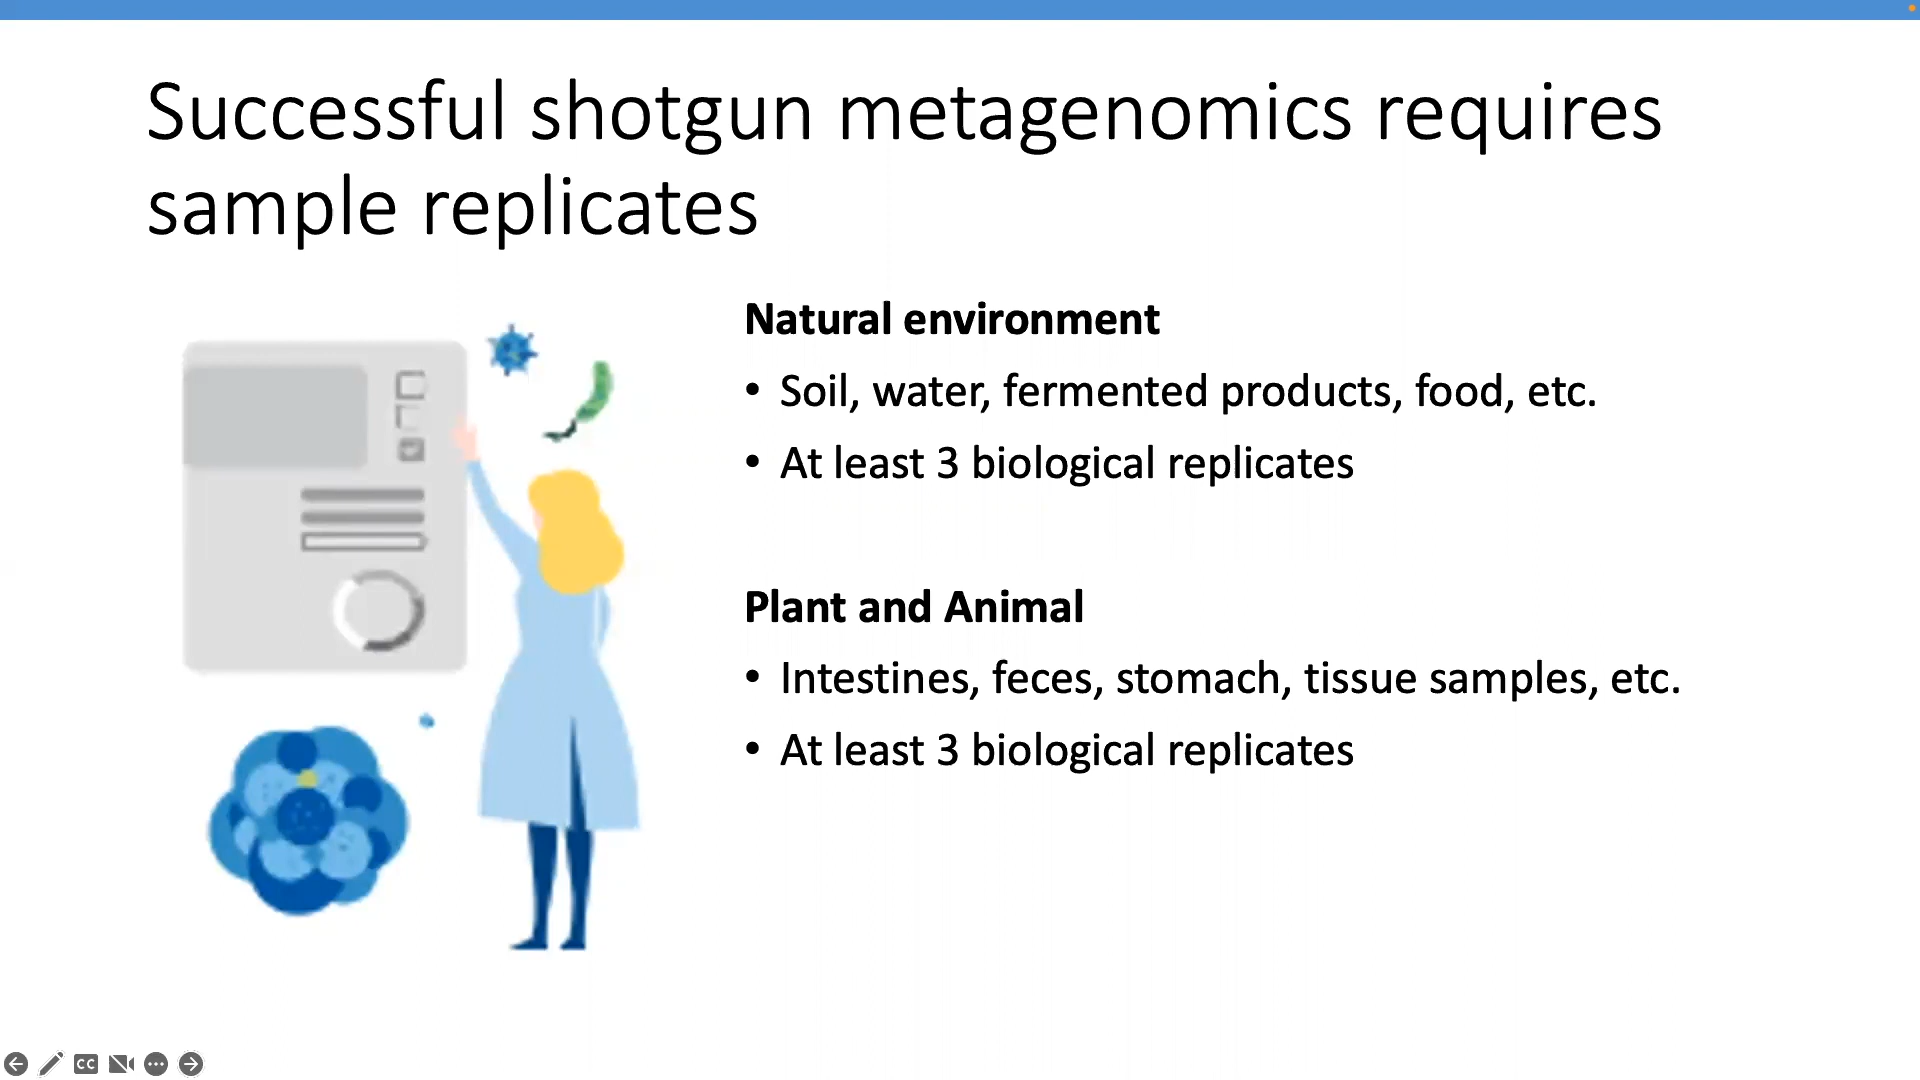 Successful shotgun metagenomics requires
sample replicates
Natural environment
• Soil, water, fermented products, food, etc.
• At least 3 biological replicates
Plant and Animal
• Intestines, feces, stomach, tissue samples, etc.
• At least 3 biological replicates
CC